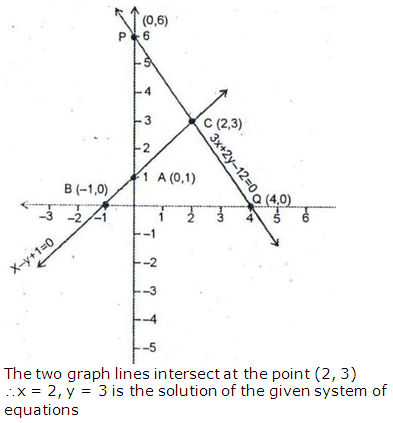 (0,6)
P 6
5
4
3 C (2,3)
3x+2y-12=0
2
1 A (0,1)
B (-1,0) Q (4,0)
-3 -2 -1 1 2 3 4 5 6
x-y+1=0
-1
-2
-3
-4
-5
The two graph lines intersect at the point (2, 3)
∴x = 2, y = 3 is the solution of the given system of
equations